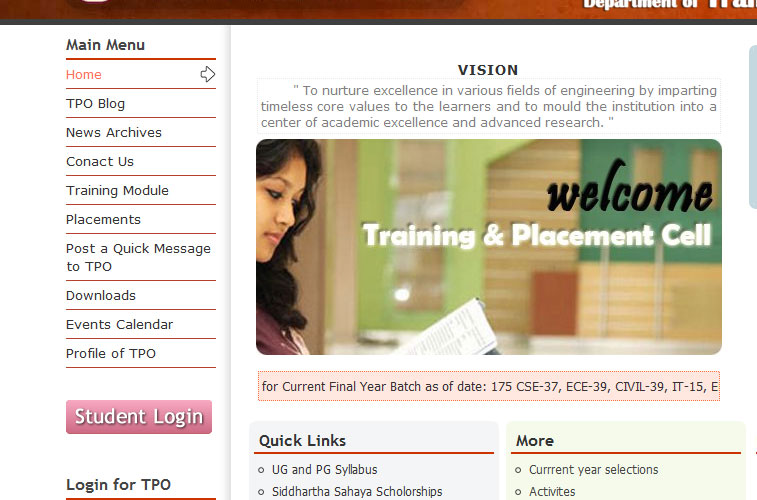 Department of
Main Menu
Home
TPO Blog
News Archives
Conact Us
Training Module
Placements
Post a Quick Message
to TPO
Downloads
Events Calendar
Profile of TPO
Student Login
Login for TPO
VISION
" To nurture excellence in various fields of engineering by imparting
timeless core values to the learners and to mould the institution into a
center of academic excellence and advanced research. "
welcome
Training & Placement Cell
for Current Final Year Batch as of date: 175 CSE-37, ECE-39, CIVIL-39, IT-15, E
Quick Links
UG and PG Syllabus
Siddhartha Sahaya Scholorships
More
Currrent year selections
Activites